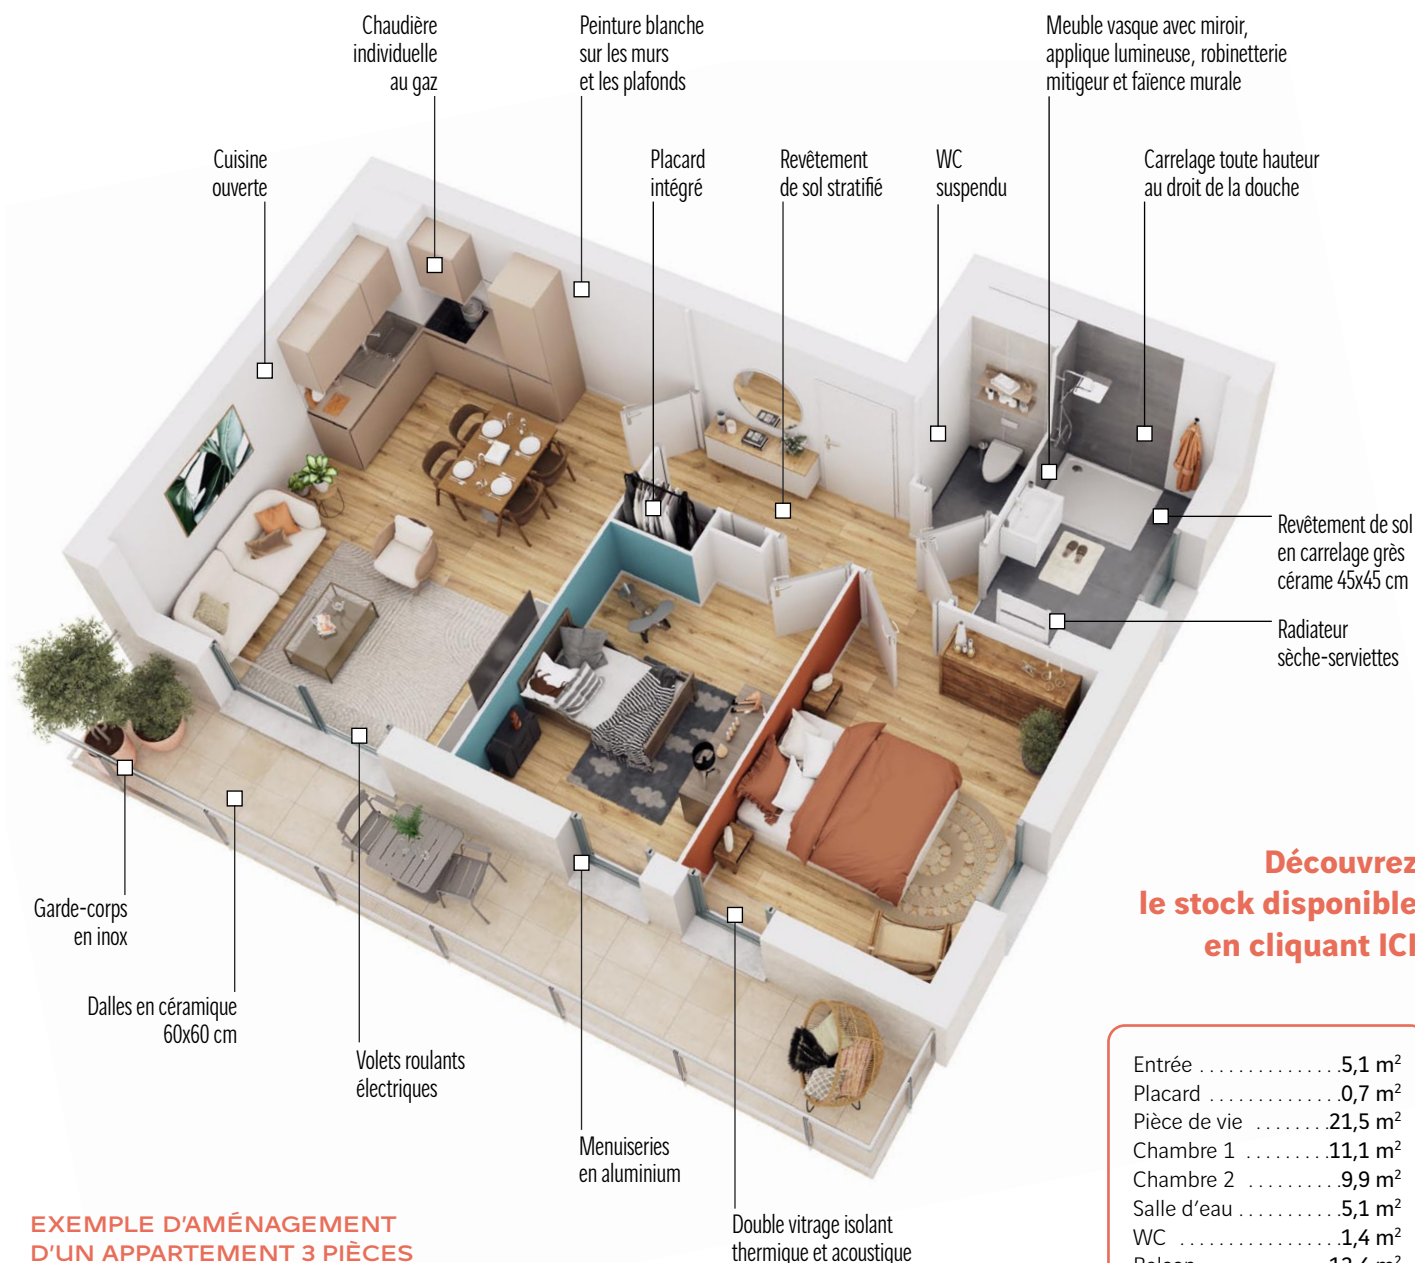 Chaudière
individuelle
au gaz
Peinture blanche
sur les murs
et les plafonds
Meuble vasque avec miroir,
applique lumineuse, robinetterie
mitigeur et faïence murale
Cuisine
ouverte
Placard
intégré
Revêtement
de sol stratifié
WC
suspendu
Carrelage toute hauteur
au droit de la douche
Revêtement de sol
en carrelage grès
cérame 45x45 cm
Radiateur
sèche-serviettes
Garde-corps
en inox
Dalles en céramique
60x60 cm
Volets roulants
électriques
Menuiseries
en aluminium
Double vitrage isolant
thermique et acoustique
Découvrez
le stock disponible
en cliquant ICI
Entrée ...............5,1 m²
Placard ..............0,7 m²
Pièce de vie ........21,5 m²
Chambre 1 .........11,1 m²
Chambre 2 ..........9,9 m²
Salle d'eau ...........5,1 m²
WC .................1,4 m²
EXEMPLE D'AMÉNAGEMENT
D'UN APPARTEMENT 3 PIÈCES